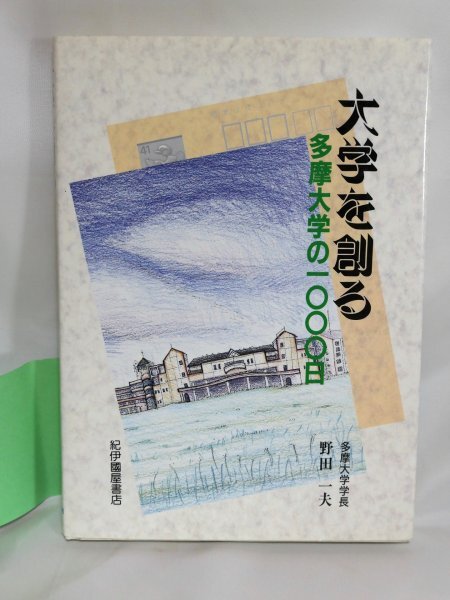 大学を創る
多摩大学の一〇〇〇日
多摩大学学長
野田一夫
紀伊國屋書店
41